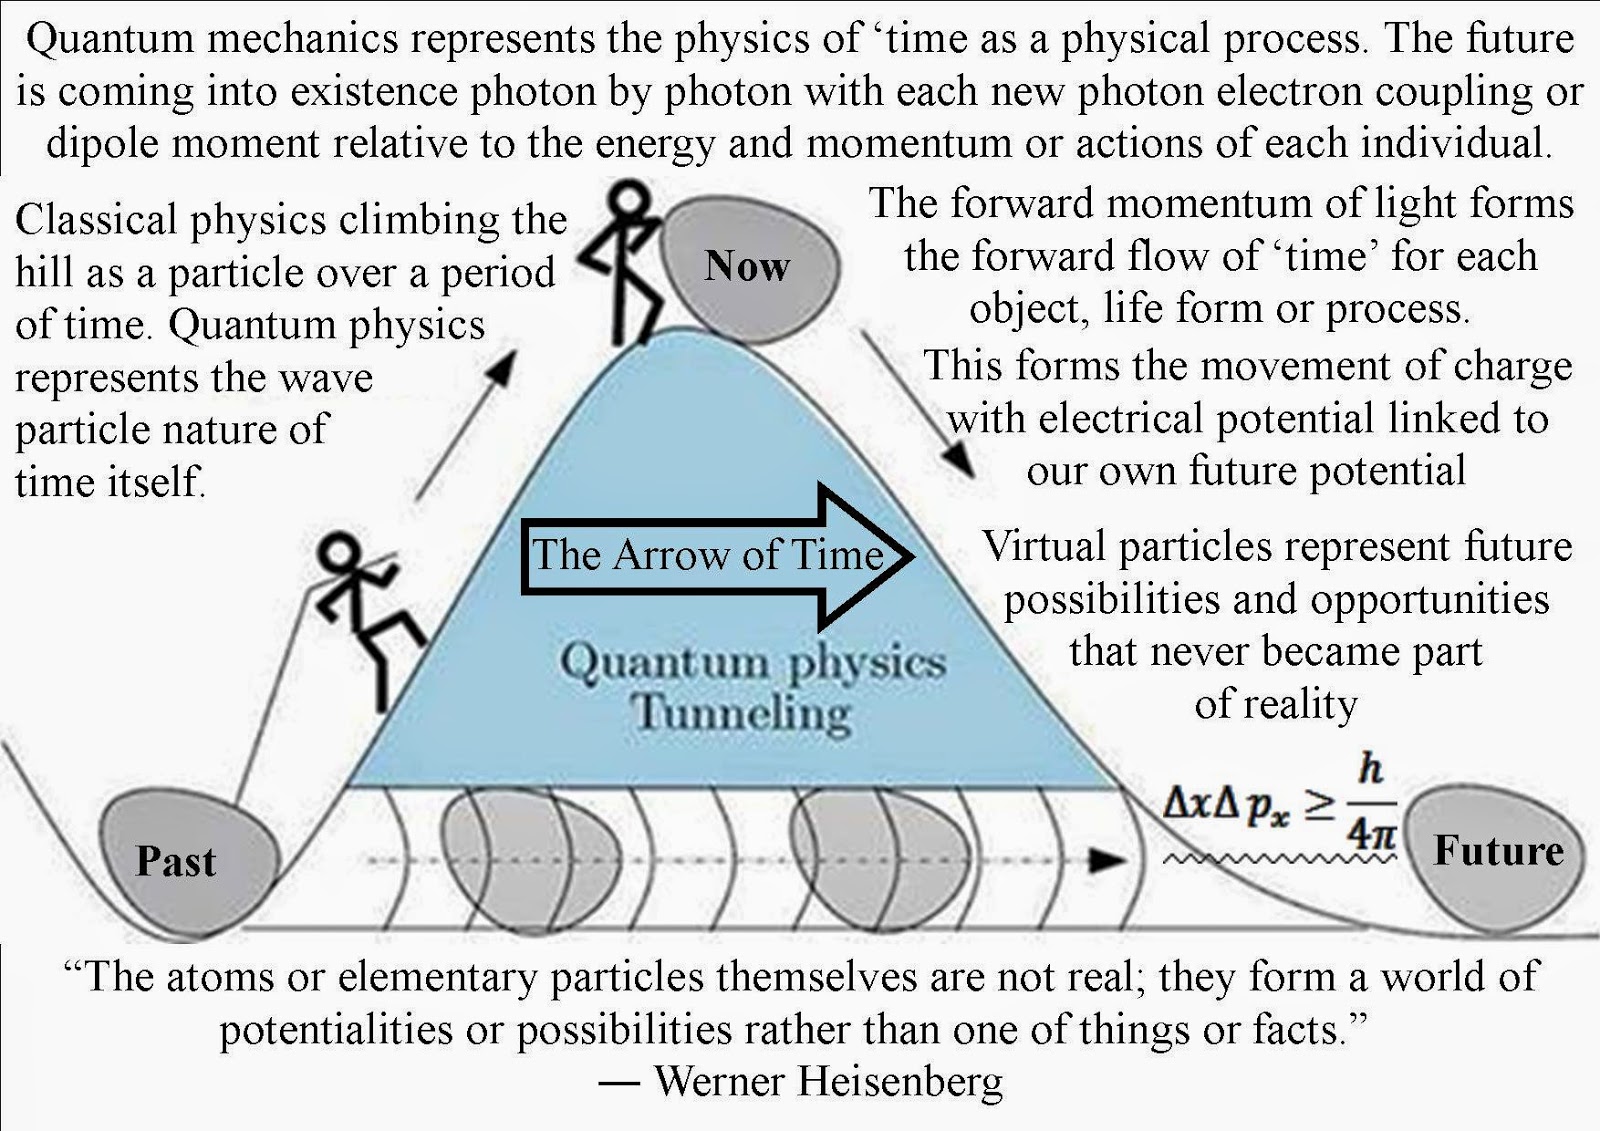 Quantum mechanics represents the physics of ‘time as a physical process. The future
is coming into existence photon by photon with each new photon electron coupling or
dipole moment relative to the energy and momentum or actions of each individual.
Classical physics climbing the
hill as a particle over a period
of time. Quantum physics
represents the wave
particle nature of
time itself.
Now
The forward momentum of light forms
the forward flow of ‘time’ for each
object, life form or process.
This forms the movement of charge
with electrical potential linked to
our own future potential
The Arrow of Time
Quantum physics
Tunneling
Virtual particles represent future
possibilities and opportunities
that never became part
of reality
Past
ΔxΔpₓ ≥ h/4π
Future
“The atoms or elementary particles themselves are not real; they form a world of
potentialities or possibilities rather than one of things or facts.”
— Werner Heisenberg